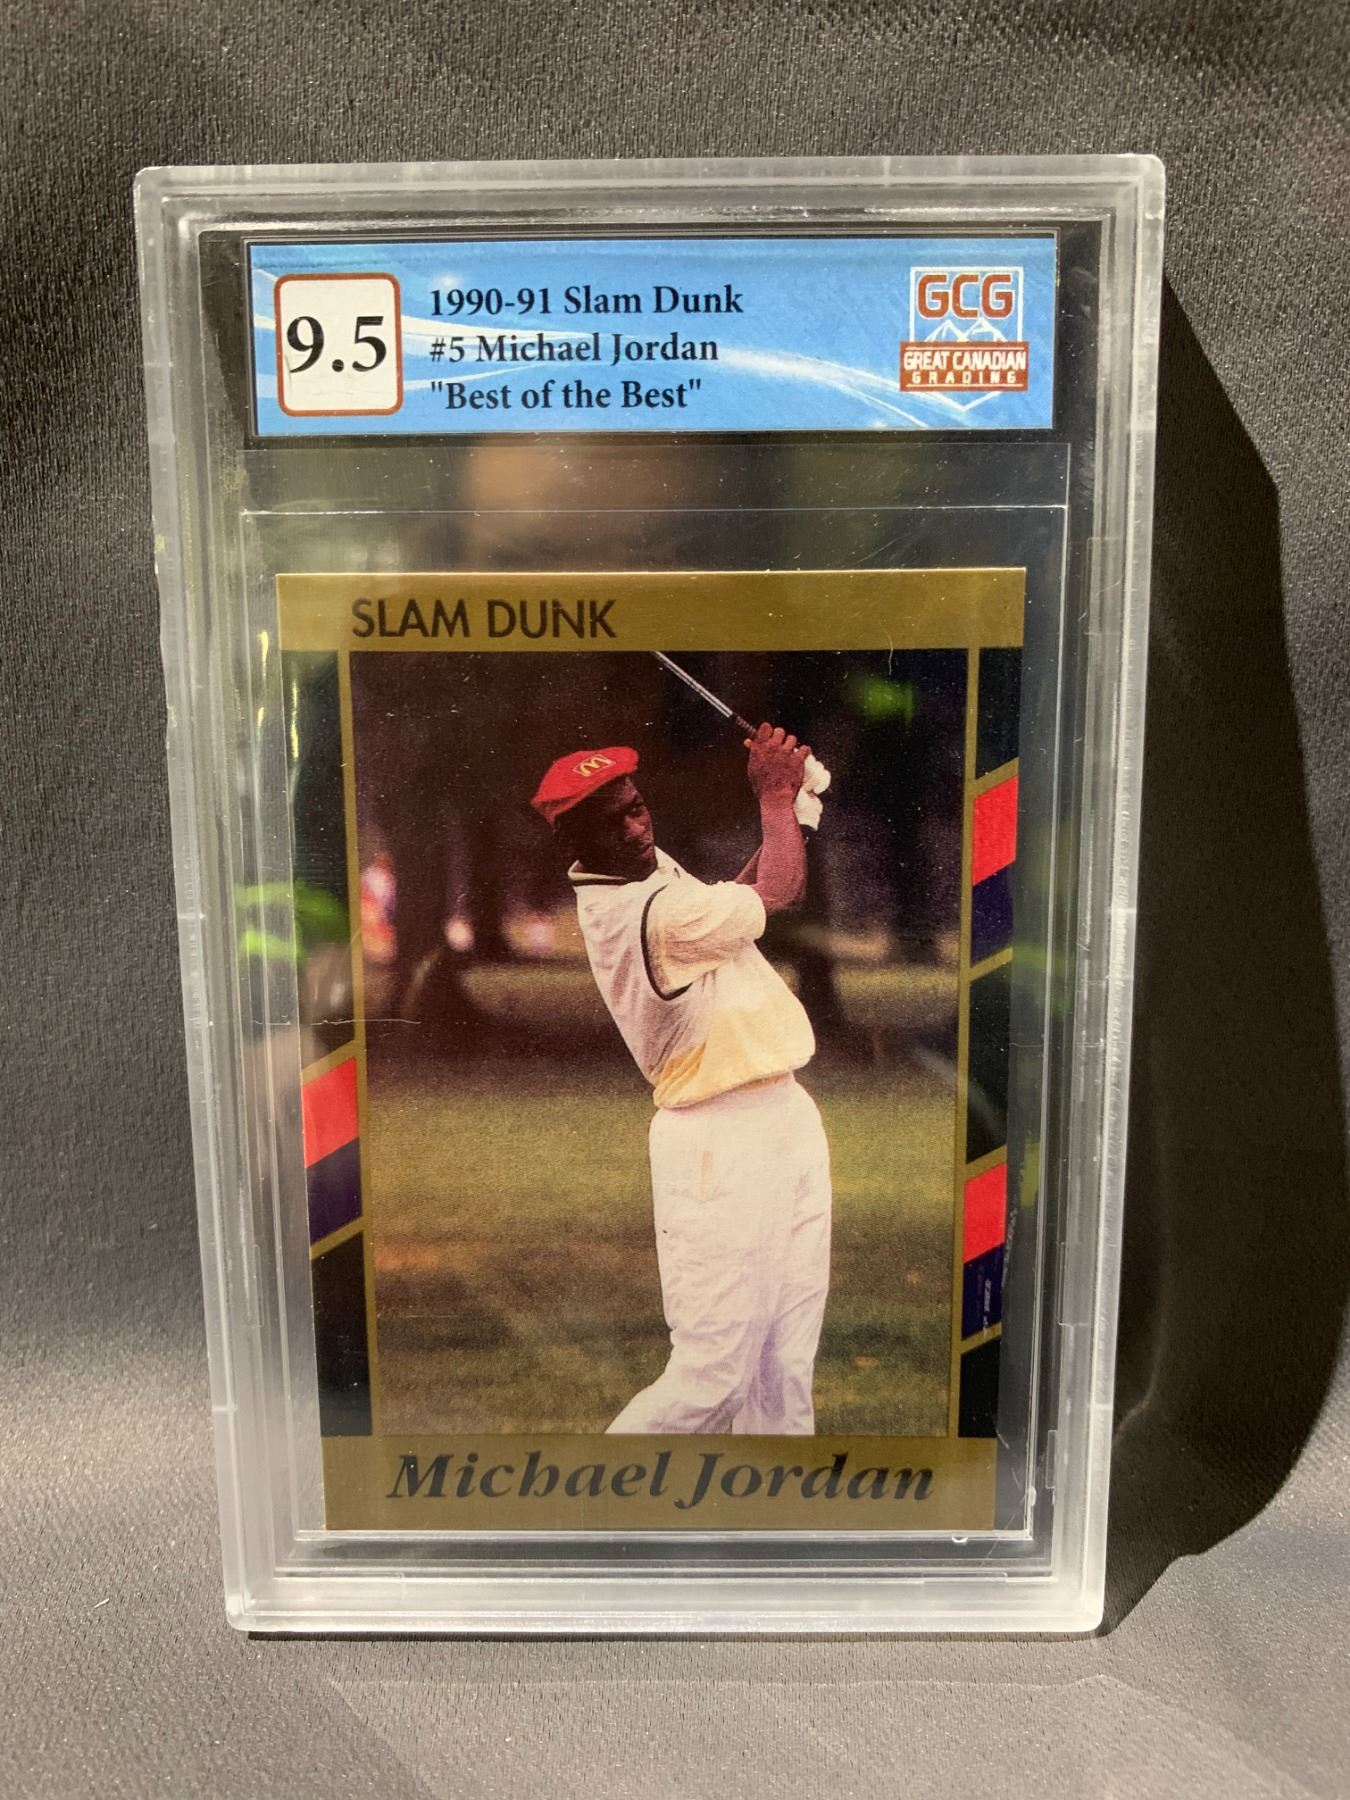 9.5
1990-91 Slam Dunk
#5 Michael Jordan
"Best of the Best"
GCG
GREAT CANADIAN
GRADING
SLAM DUNK
M
Michael Jordan